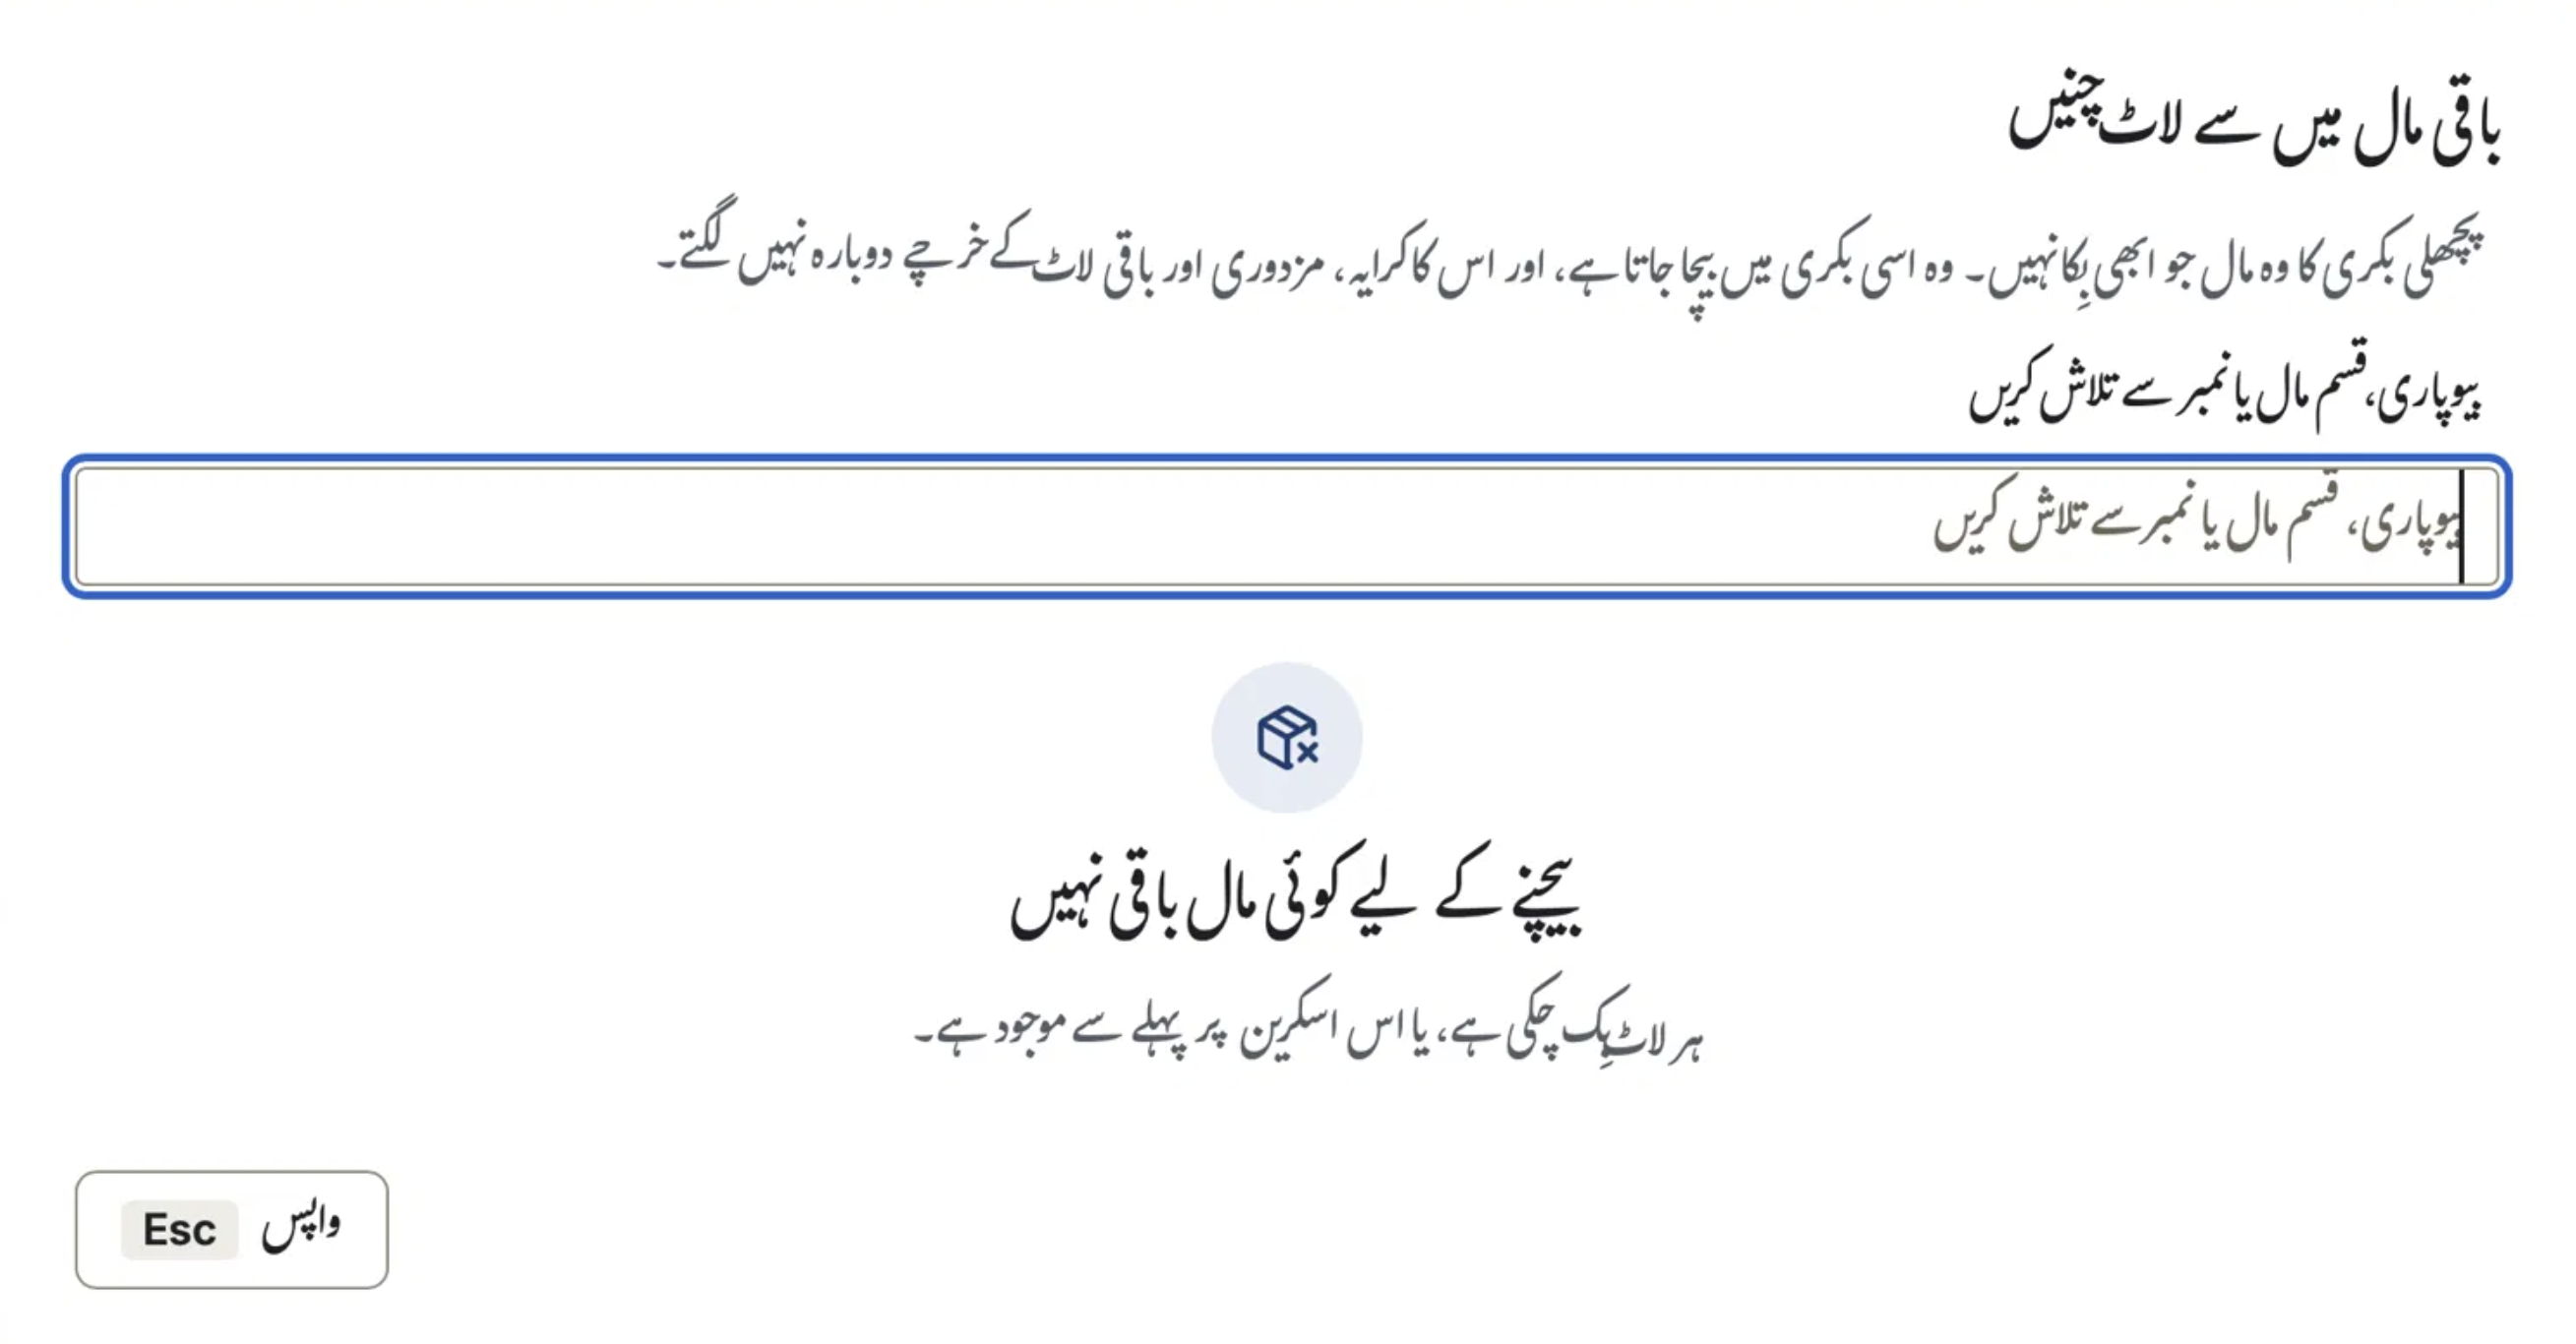 باقی مال میں سے لاٹ چنیں
پچھلی بکری کا وہ مال جو ابھی بِکا نہیں۔ وہ اسی بکری میں بیچا جاتا ہے، اور اس کا کرایہ، مزدوری اور باقی لاٹ کے خرچے دوبارہ نہیں لگتے۔
بیوپاری، قسم مال یا نمبر سے تلاش کریں
بیوپاری، قسم مال یا نمبر سے تلاش کریں
بیچنے کے لیے کوئی مال باقی نہیں
ہر لاٹ بِک چکی ہے، یا اس اسکرین پر پہلے سے موجود ہے۔
واپس Esc